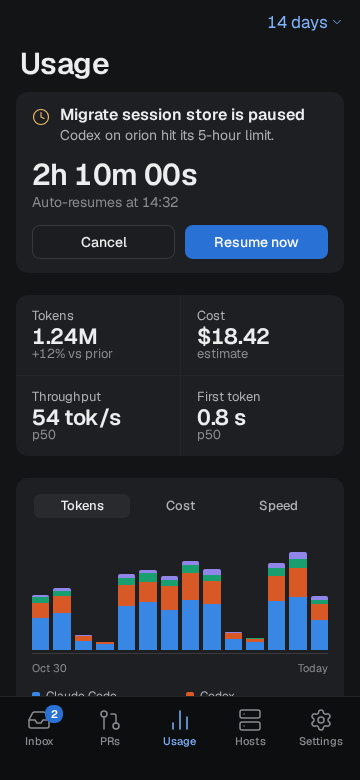 14 days
Usage
Migrate session store is paused
Codex on orion hit its 5-hour limit.
2h 10m 00s
Auto-resumes at 14:32
Cancel
Resume now
Tokens
Cost
1.24M
$18.42
+12% vs prior
estimate
Throughput
First token
54 tok/s
0.8 s
p50
p50
Tokens
Cost
Speed
Oct 30
Today
Claude Code
Codex
2
Inbox
PRs
Usage
Hosts
Settings